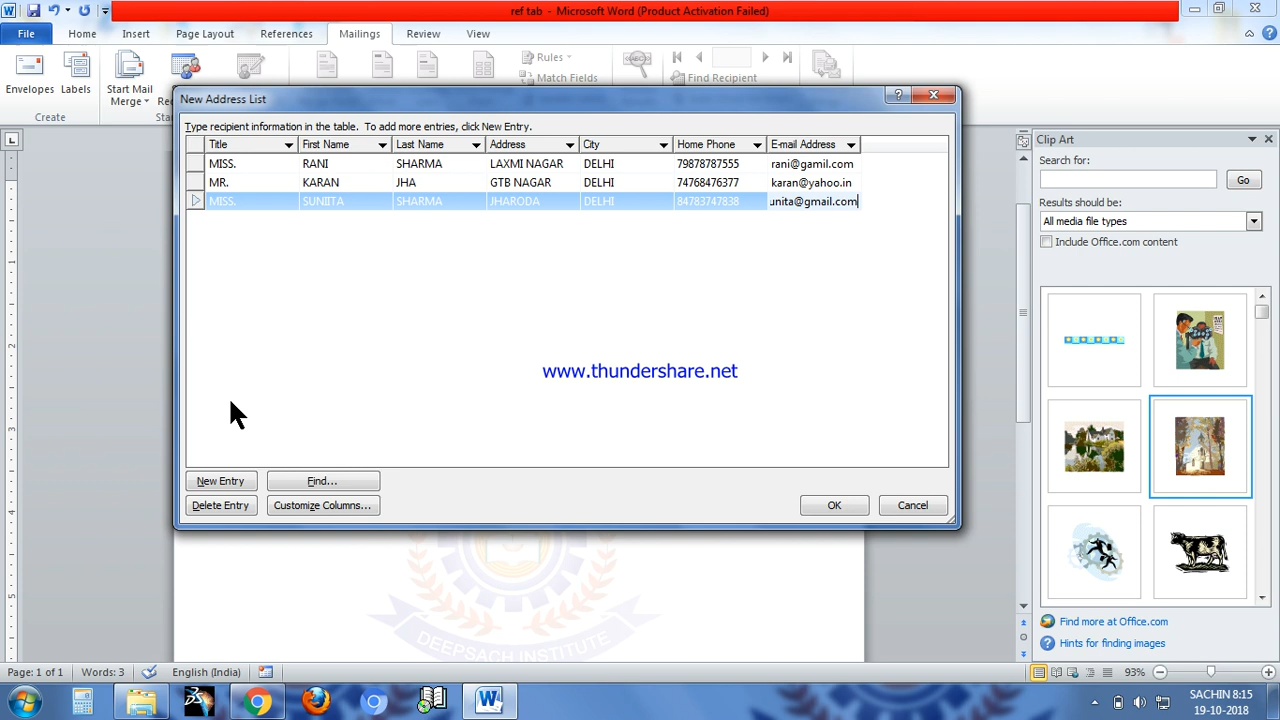 ref tab - Microsoft Word (Product Activation Failed)
File Home Insert Page Layout References Mailings Review View
Envelopes Labels Start Mail Merge
Rules
Match Fields
Find Recipient
Create
New Address List
Type recipient information in the table. To add more entries, click New Entry.
Title First Name Last Name Address City Home Phone E-mail Address
MISS. RANI SHARMA LAXMI NAGAR DELHI 79878787555 rani@gamil.com
MR. KARAN JHA GTB NAGAR DELHI 74768476377 karan@yahoo.in
MISS. SUNIITA SHARMA JHARODA DELHI 84783747838 unita@gmail.com
www.thundershare.net
New Entry Find...
Delete Entry Customize Columns... OK Cancel
DEEPSACH INSTITUTE
Clip Art
Search for:
Go
Results should be:
All media file types
Include Office.com content
Find more at Office.com
Hints for finding images
Page: 1 of 1 Words: 3 English (India) 93%
SACHIN 8:15
19-10-2018